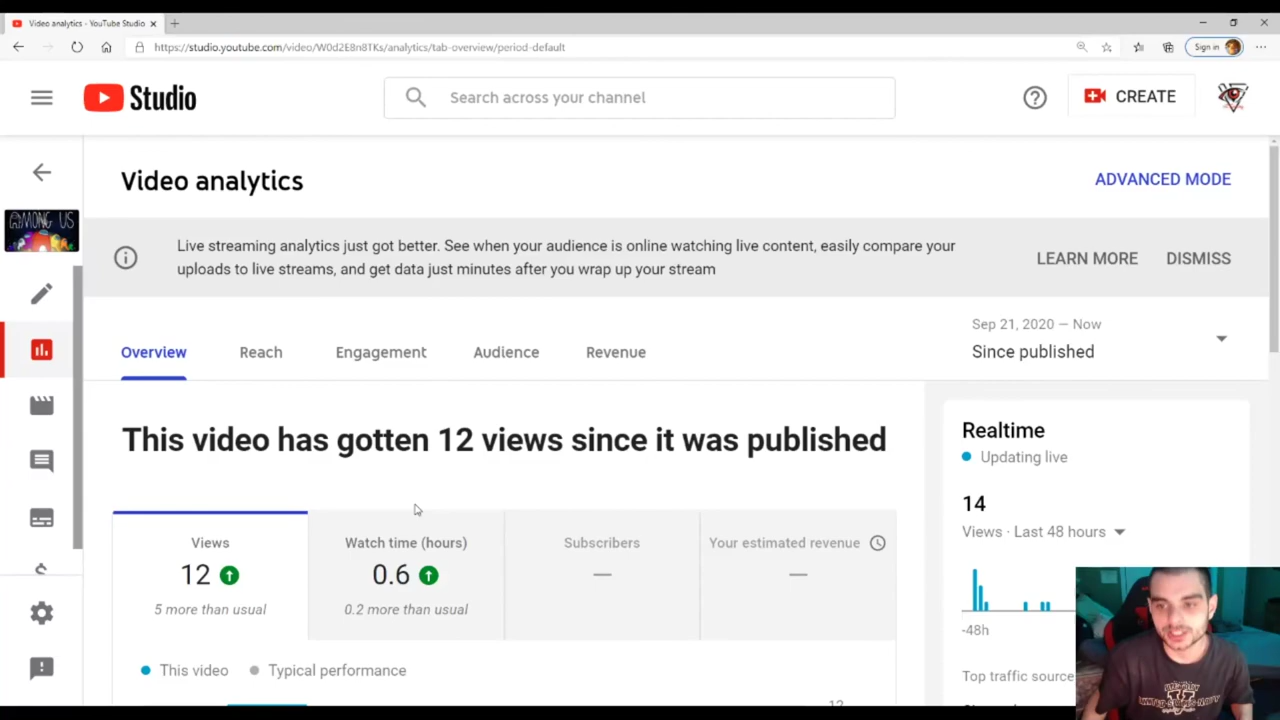 Video analytics - YouTube Studio
https://studio.youtube.com/video/W0d2E8n8TKs/analytics/tab-overview/period-default
Sign in
Studio
Search across your channel
CREATE
AMONG US
Video analytics
ADVANCED MODE
Live streaming analytics just got better. See when your audience is online watching live content, easily compare your
uploads to live streams, and get data just minutes after you wrap up your stream
LEARN MORE
DISMISS
Overview
Reach
Engagement
Audience
Revenue
Sep 21, 2020 – Now
Since published
This video has gotten 12 views since it was published
Views
12
5 more than usual
Watch time (hours)
0.6
0.2 more than usual
Subscribers
—
Your estimated revenue
—
This video
Typical performance
12
Realtime
Updating live
14
Views · Last 48 hours
-48h
Top traffic source
UNITED STATES NAVY